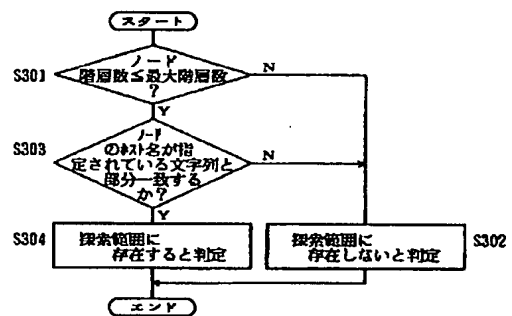 スタート
S301
ノード
階層数≦最大階層数
?
N
Y
S303
ノード
のホスト名が指
定されている文字列と
部分一致する
か?
N
Y
S304
探索範囲に
存在すると判定
探索範囲に
存在しないと判定
S302
エンド